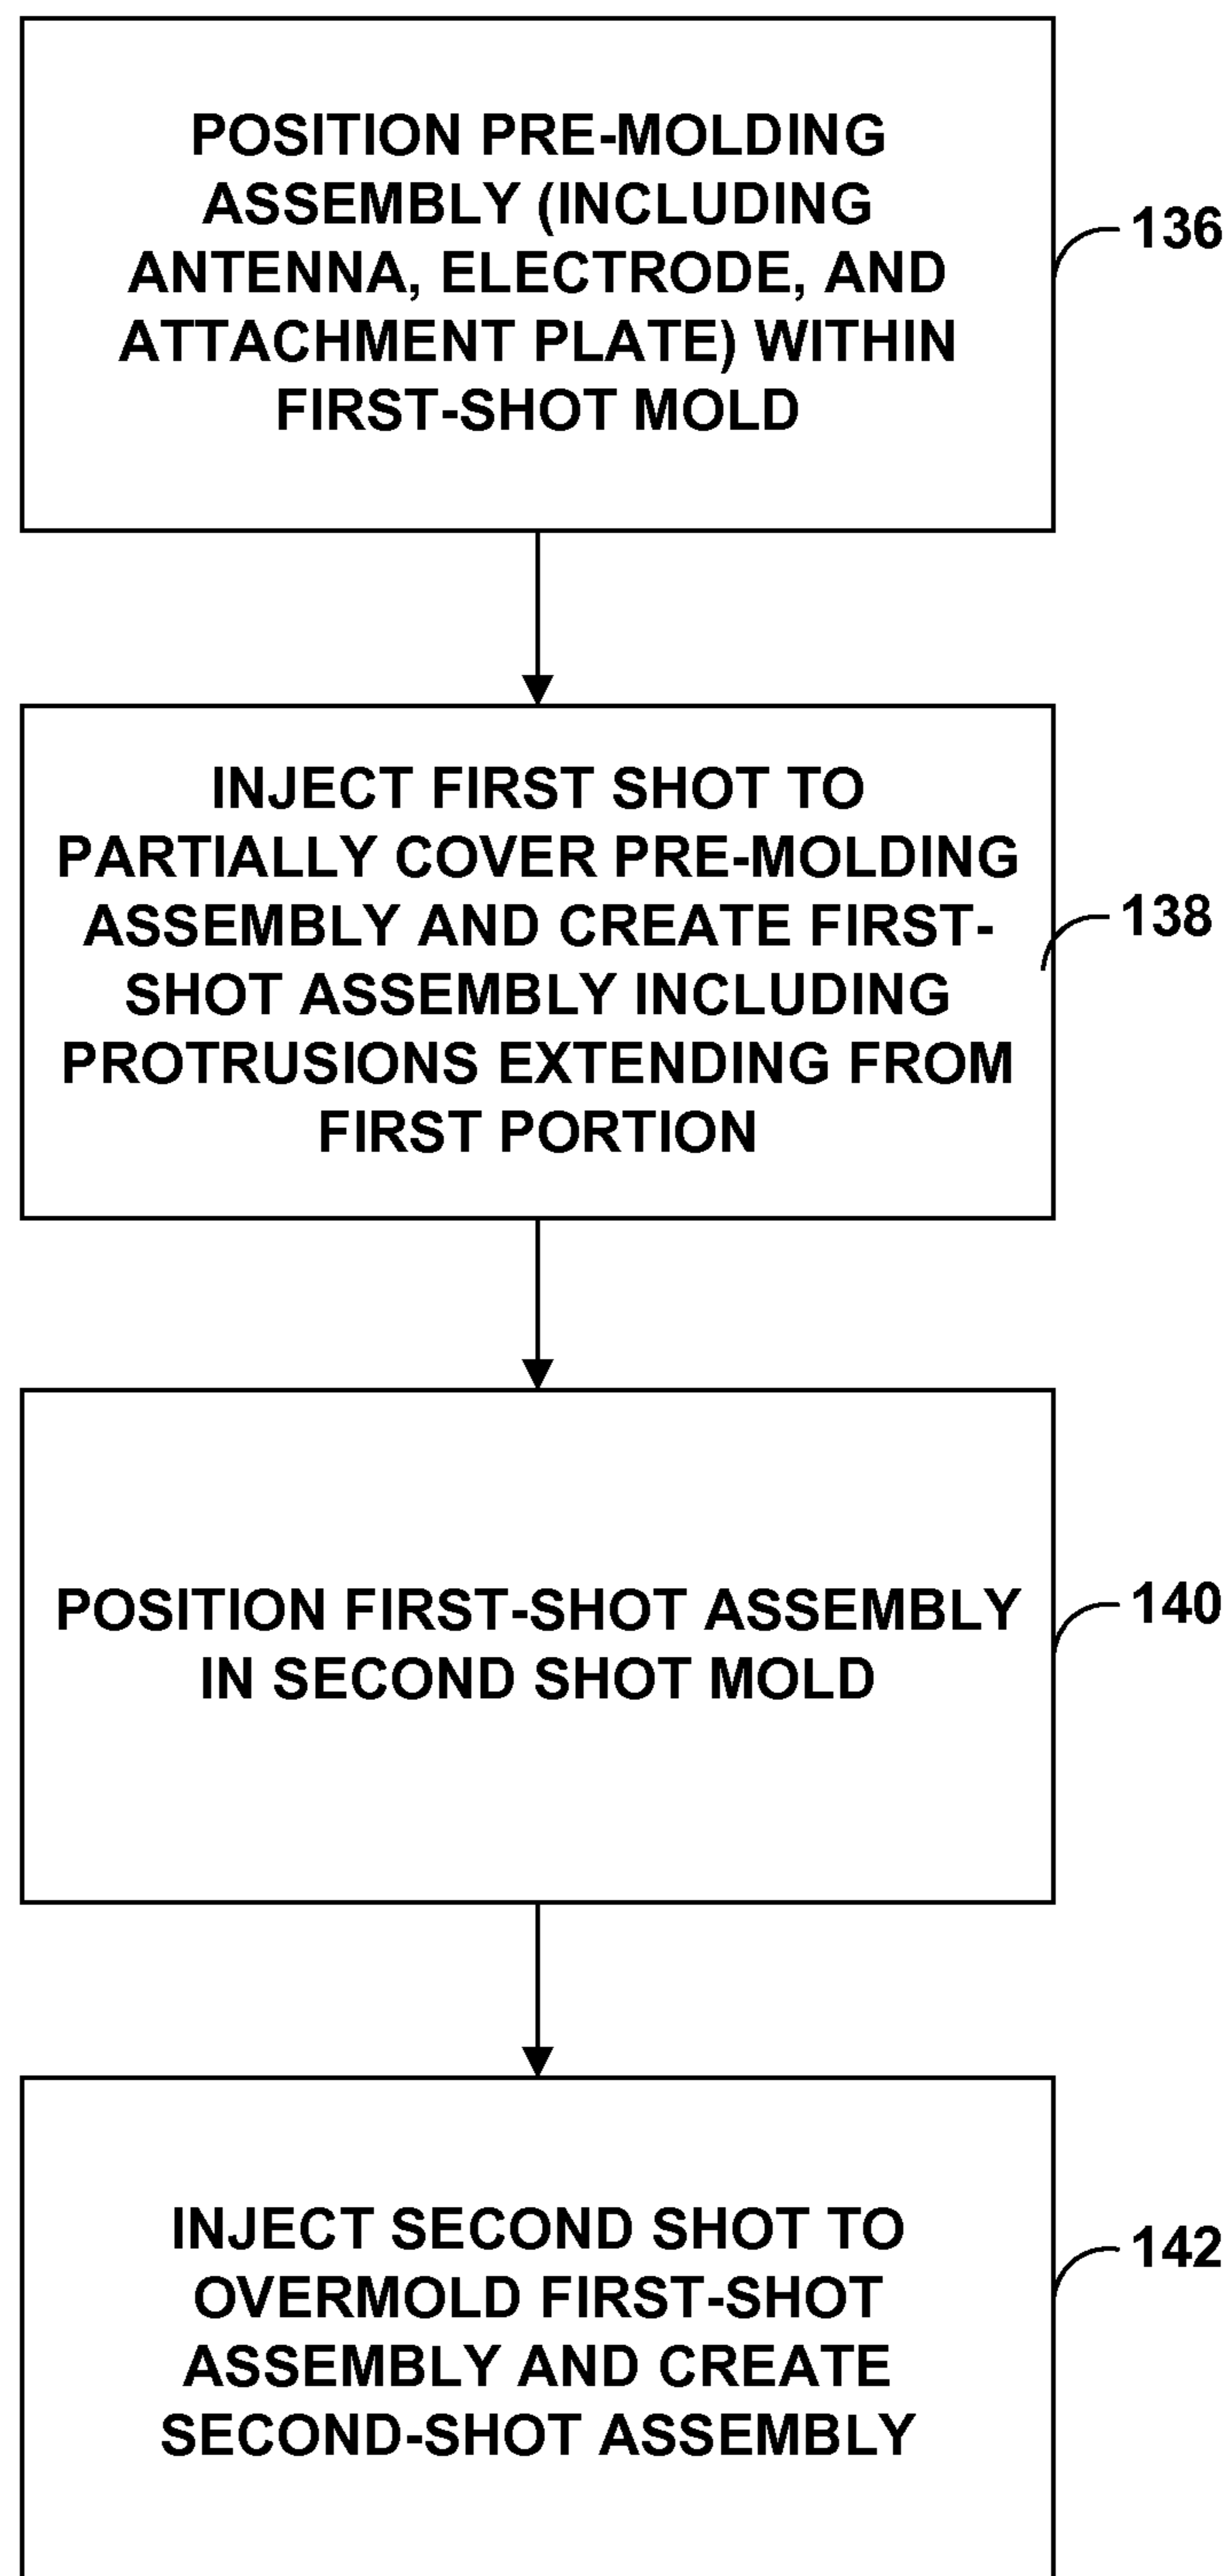 POSITION PRE-MOLDING
ASSEMBLY (INCLUDING
ANTENNA, ELECTRODE, AND
ATTACHMENT PLATE) WITHIN
FIRST-SHOT MOLD
136
INJECT FIRST SHOT TO
PARTIALLY COVER PRE-MOLDING
ASSEMBLY AND CREATE FIRST-
SHOT ASSEMBLY INCLUDING
PROTRUSIONS EXTENDING FROM
FIRST PORTION
138
POSITION FIRST-SHOT ASSEMBLY
IN SECOND SHOT MOLD
140
INJECT SECOND SHOT TO
OVERMOLD FIRST-SHOT
ASSEMBLY AND CREATE
SECOND-SHOT ASSEMBLY
142